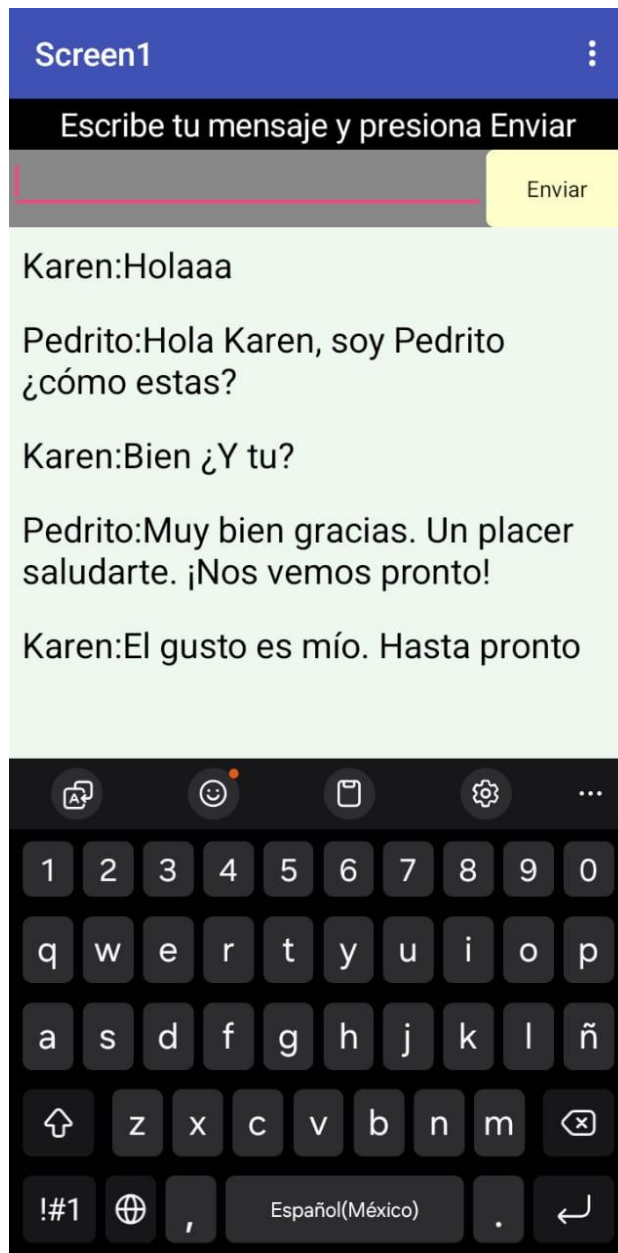 Screen1
Escribe tu mensaje y presiona Enviar
Enviar
Karen:Holaaa
Pedrito:Hola Karen, soy Pedrito
¿cómo estas?
Karen:Bien ¿Y tu?
Pedrito:Muy bien gracias. Un placer
saludarte. ¡Nos vemos pronto!
Karen:El gusto es mío. Hasta pronto
1 2 3 4 5 6 7 8 9 0
q w e r t y u i o p
a s d f g h j k l ñ
z x c v b n m
!#1 , Español(México) .